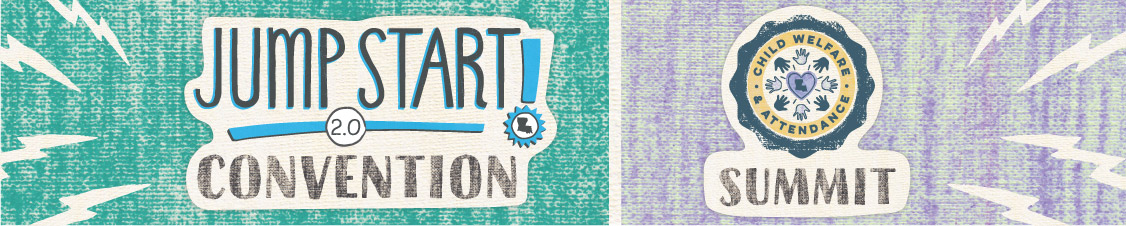 JUMP START!
2.0
CONVENTION
CHILD WELFARE
& ATTENDANCE
SUMMIT